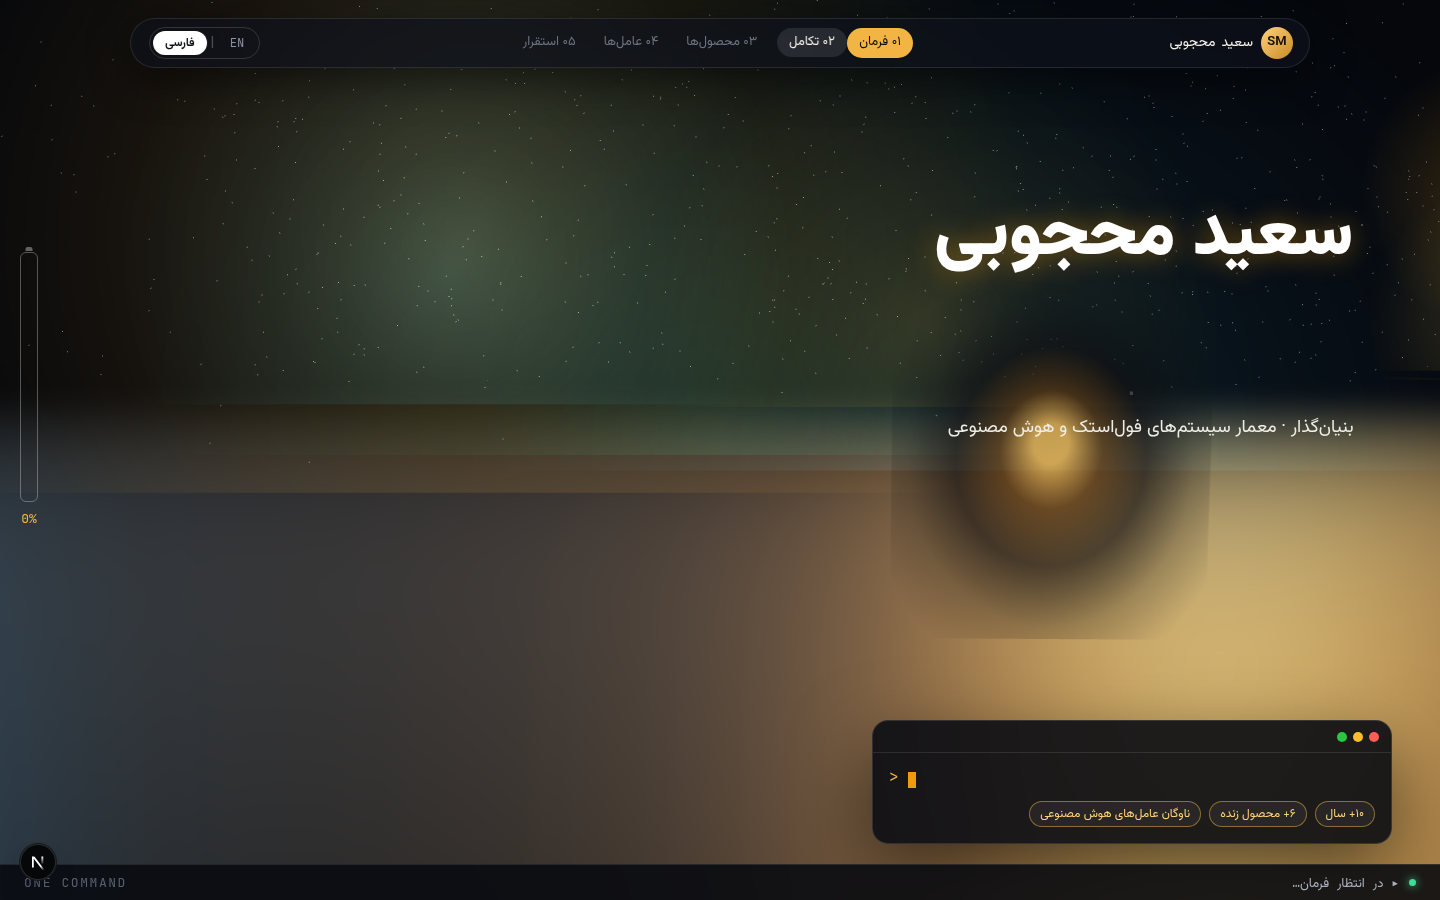 SM سعید محجوبی
۰۱ فرمان
۰۲ تکامل
۰۳ محصول‌ها
۰۴ عامل‌ها
۰۵ استقرار
EN | فارسی
سعید محجوبی
بنیان‌گذار · معمار سیستم‌های فول‌استک و هوش مصنوعی
0%
>
۱۰+ سال
۶+ محصول زنده
ناوگان عامل‌های هوش مصنوعی
▸ در انتظار فرمان…
N
ONE COMMAND